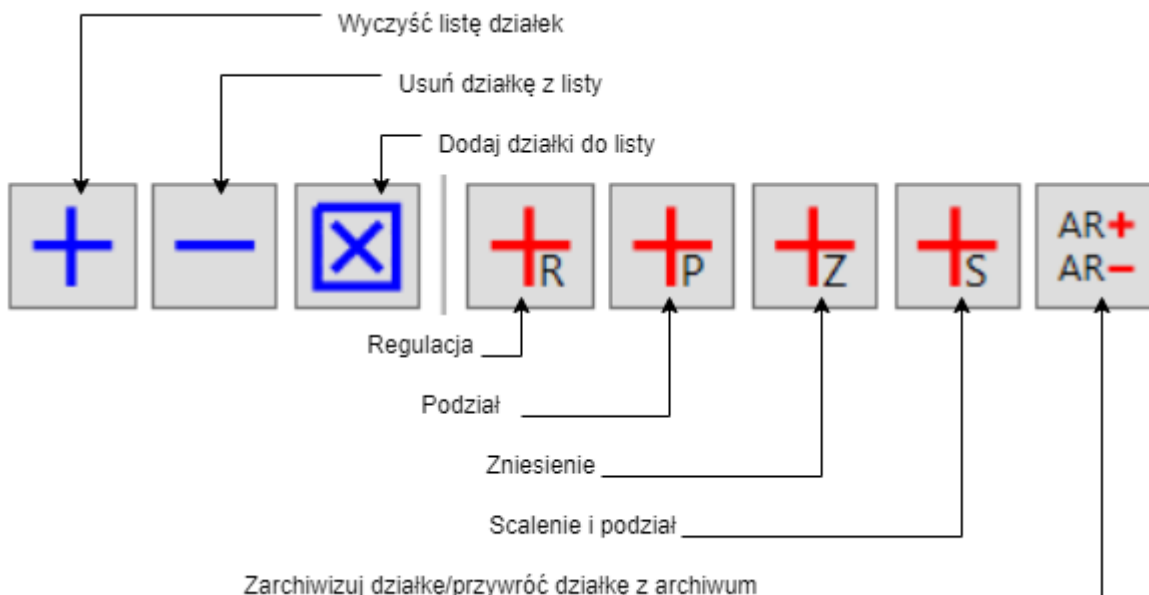 Wyczyść listę działek
Usuń działkę z listy
Dodaj działki do listy
R
P
Z
S
AR+
AR−
Regulacja
Podział
Zniesienie
Scalenie i podział
Zarchiwizuj działkę/przywróć działkę z archiwum